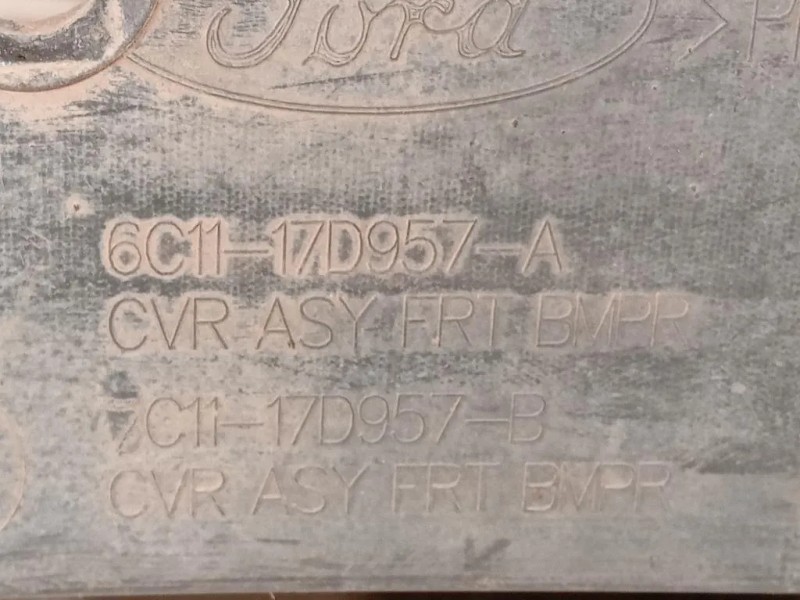 Ford
6C11-17D957-A
CVR ASY FRT BMPR
7C11-17D957-B
CVR ASY FRT BMPR